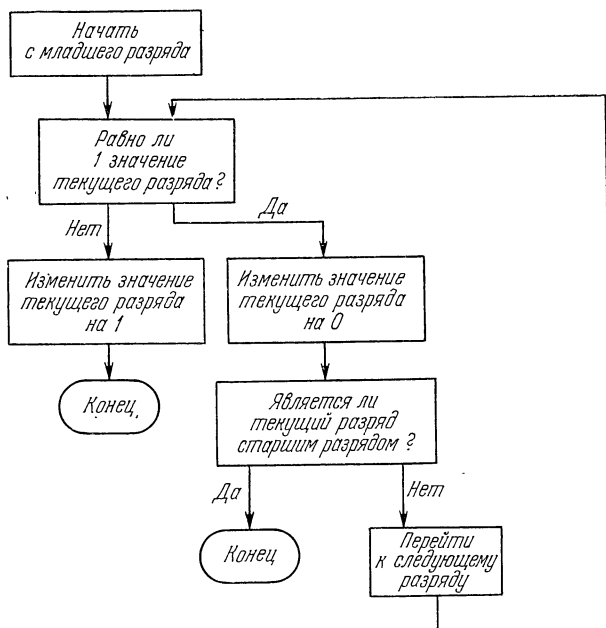 Начать
с младшего разряда
Равно ли
1 значение
текущего разряда?
Нет
Да
Изменить значение
текущего разряда
на 1
Изменить значение
текущего разряда
на 0
Конец
Является ли
текущий разряд
старшим разрядом?
Да
Нет
Конец
Перейти
к следующему
разряду